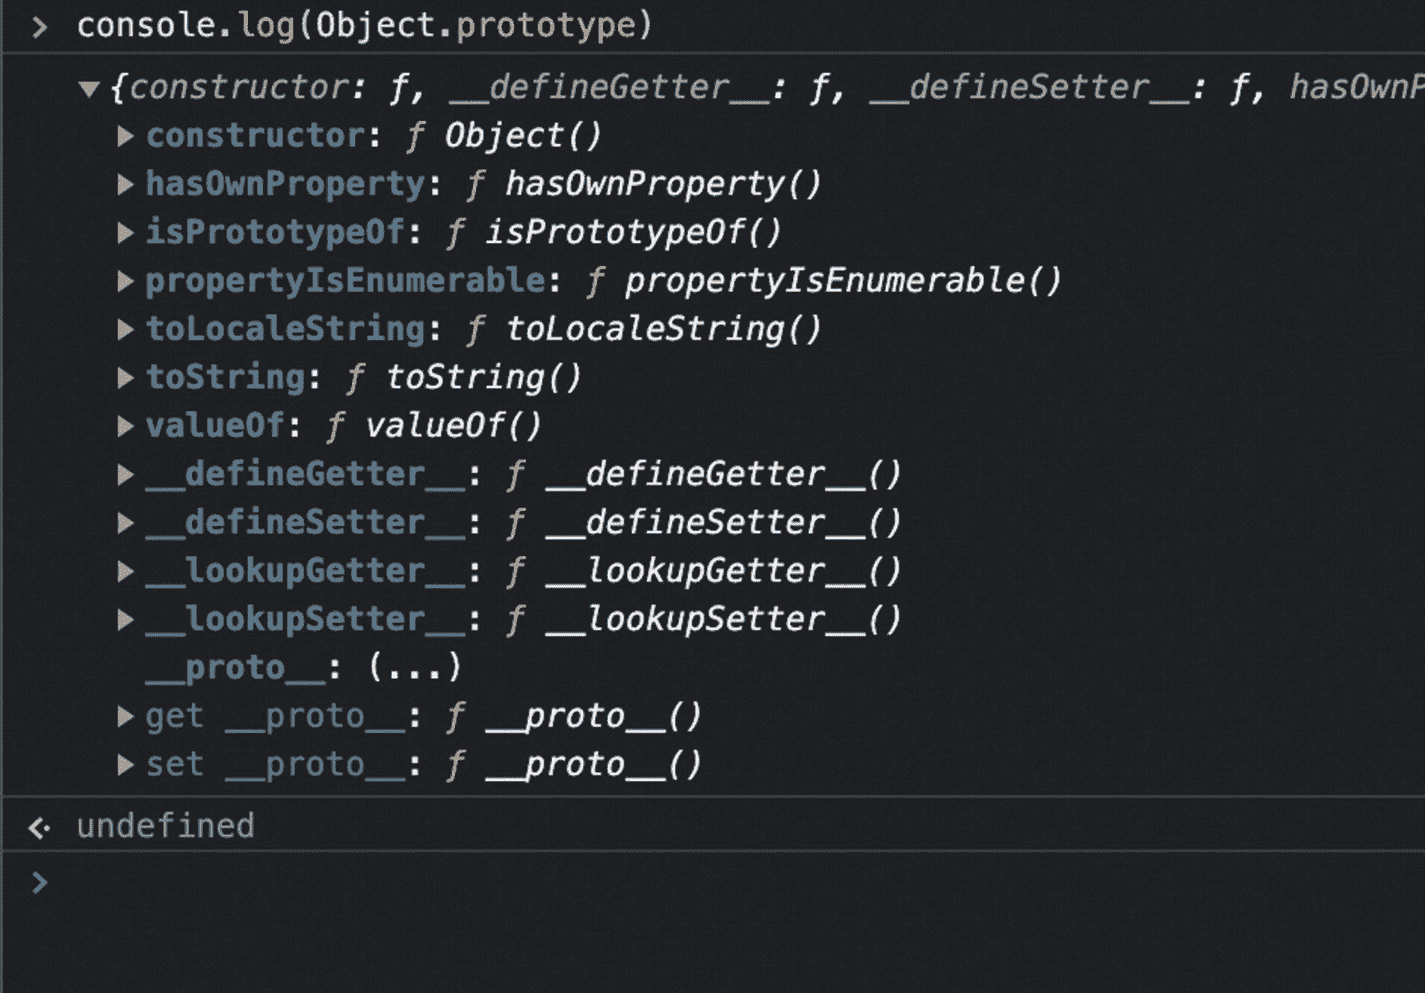 > console.log(Object.prototype)
▼{constructor: ƒ, __defineGetter__: ƒ, __defineSetter__: ƒ, hasOwnP
▶constructor: ƒ Object()
▶hasOwnProperty: ƒ hasOwnProperty()
▶isPrototypeOf: ƒ isPrototypeOf()
▶propertyIsEnumerable: ƒ propertyIsEnumerable()
▶toLocaleString: ƒ toLocaleString()
▶toString: ƒ toString()
▶valueOf: ƒ valueOf()
▶__defineGetter__: ƒ __defineGetter__()
▶__defineSetter__: ƒ __defineSetter__()
▶__lookupGetter__: ƒ __lookupGetter__()
▶__lookupSetter__: ƒ __lookupSetter__()
__proto__: (...)
▶get __proto__: ƒ __proto__()
▶set __proto__: ƒ __proto__()
undefined
>